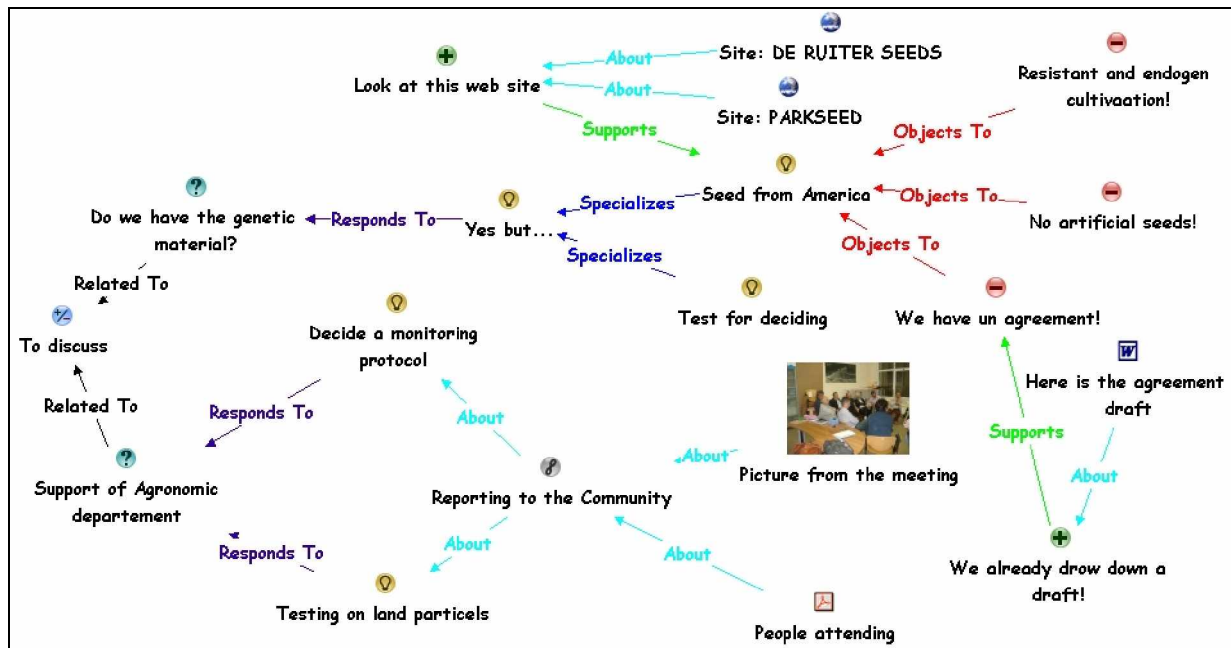 About
Site: DE RUITER SEEDS
Look at this web site
About
Site: PARKSEED
Resistant and endogen
cultivaation!
Supports
Objects To
Seed from America
Specializes
Objects To
No artificial seeds!
Do we have the genetic
material?
Responds To
Yes but...
Objects To
Specializes
Related To
Test for deciding
We have un agreement!
To discuss
Decide a monitoring
protocol
Here is the agreement
draft
Related To
Responds To
About
Supports
About
Picture from the meeting
About
Support of Agronomic
departement
Reporting to the Community
Responds To
About
About
We already drow down a
draft!
Testing on land particels
People attending